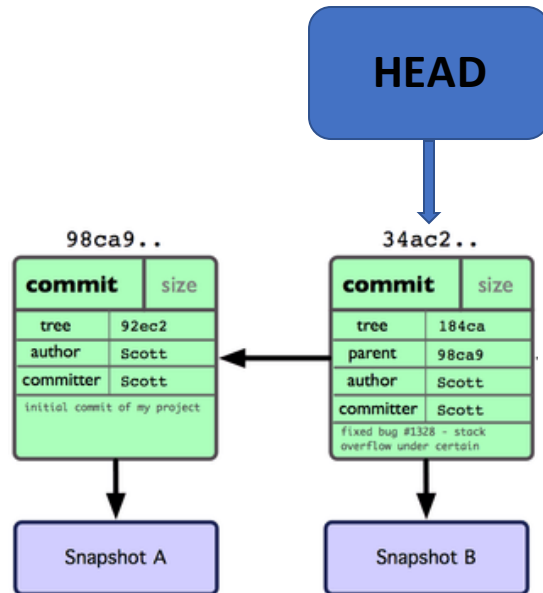 HEAD
98ca9..
34ac2..
commit size
tree 92ec2
author Scott
committer Scott
initial commit of my project
commit size
tree 184ca
parent 98ca9
author Scott
committer Scott
fixed bug #1328 - stack
overflow under certain
Snapshot A
Snapshot B